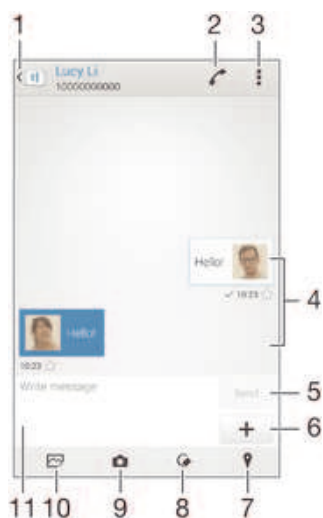 1 2 3
Lucy Li
10000000000
Hello!
10:23
4
Hello!
10:23
Write message
Send 5
+ 6
11 10 9 8 7